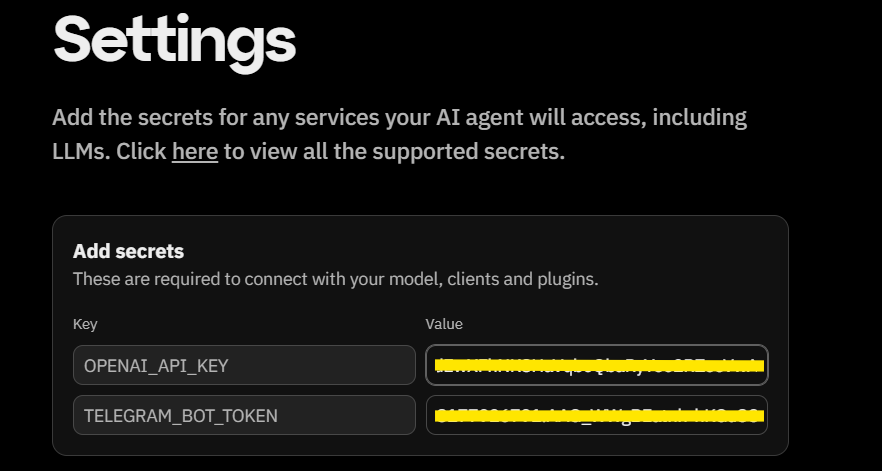 Settings
Add the secrets for any services your AI agent will access, including
LLMs. Click here to view all the supported secrets.
Add secrets
These are required to connect with your model, clients and plugins.
Key
Value
OPENAI_API_KEY
TELEGRAM_BOT_TOKEN